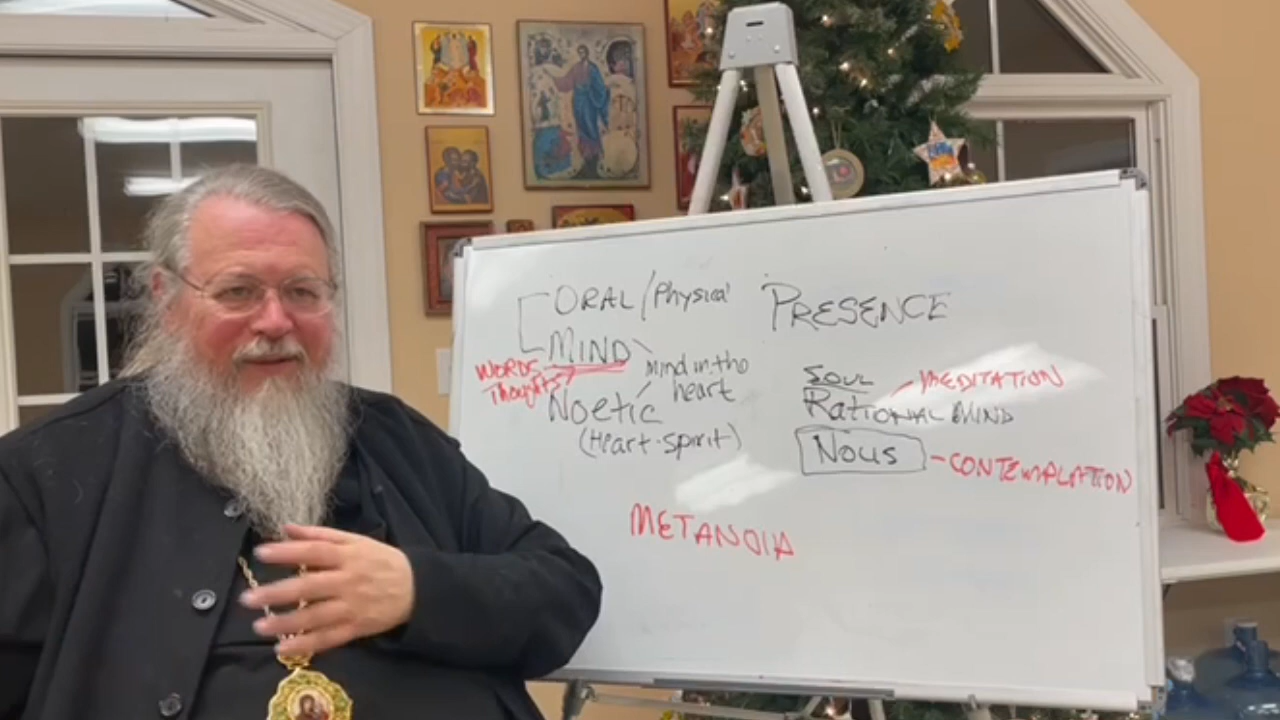 ORAL / Physical
MIND
WORDS
Thoughts
mind in the
heart
Noetic
(Heart-spirit)
PRESENCE
SOUL
MEDITATION
RATIONAL MIND
NOUS
- CONTEMPLATION
METANOIA